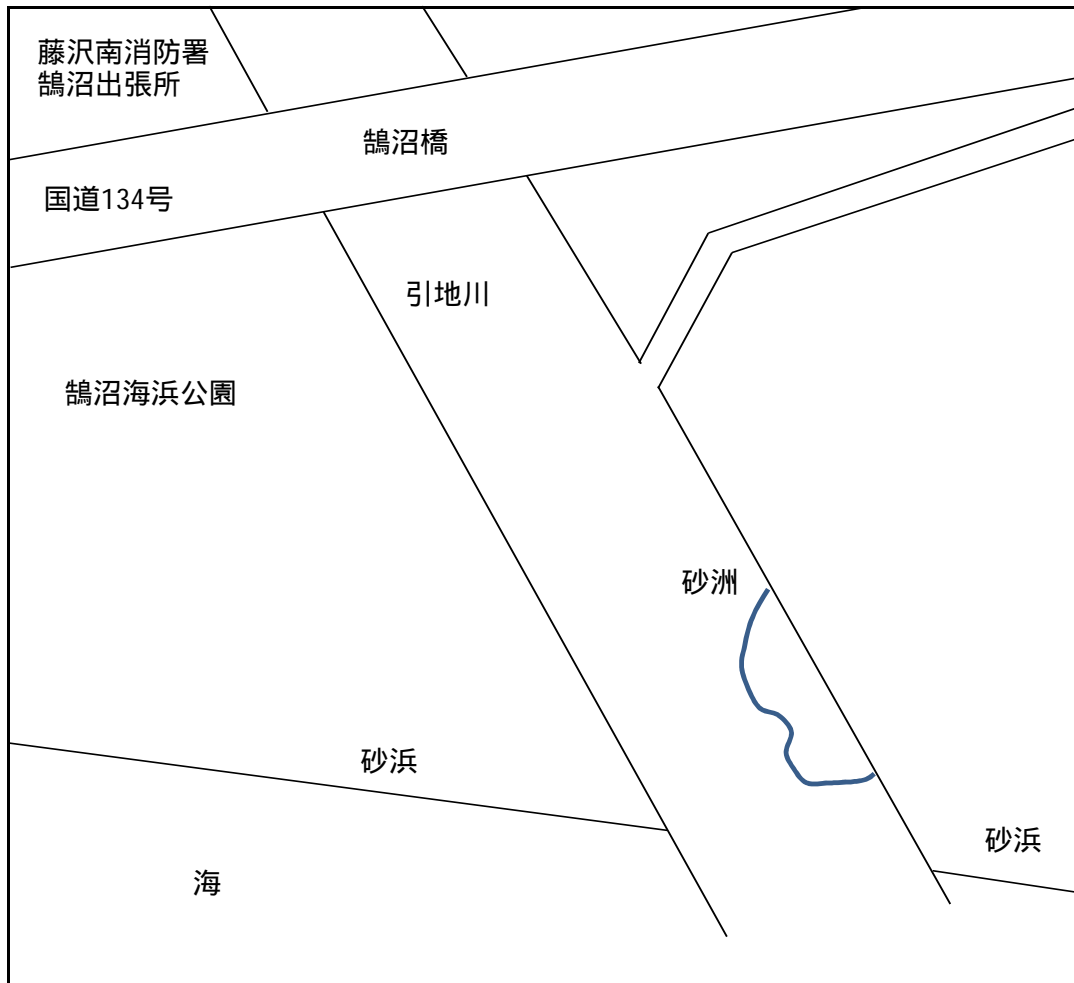 藤沢南消防署
鵠沼出張所
鵠沼橋
国道134号
引地川
鵠沼海浜公園
砂洲
砂浜
砂浜
海